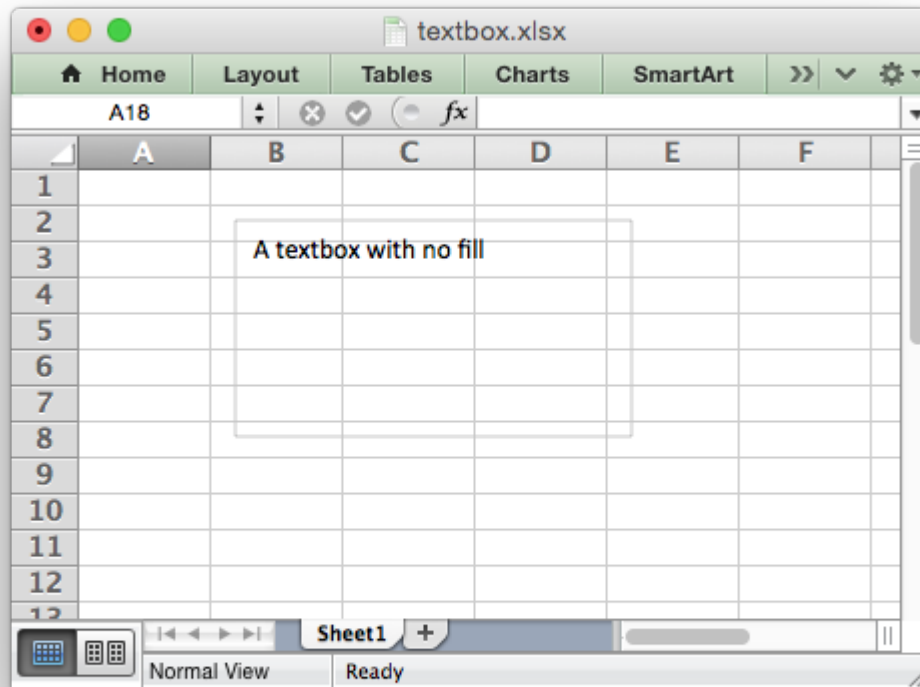 textbox.xlsx
Home Layout Tables Charts SmartArt
A18 fx
A B C D E F
1
2
A textbox with no fill
3
4
5
6
7
8
9
10
11
12
13
Sheet1 +
Normal View Ready